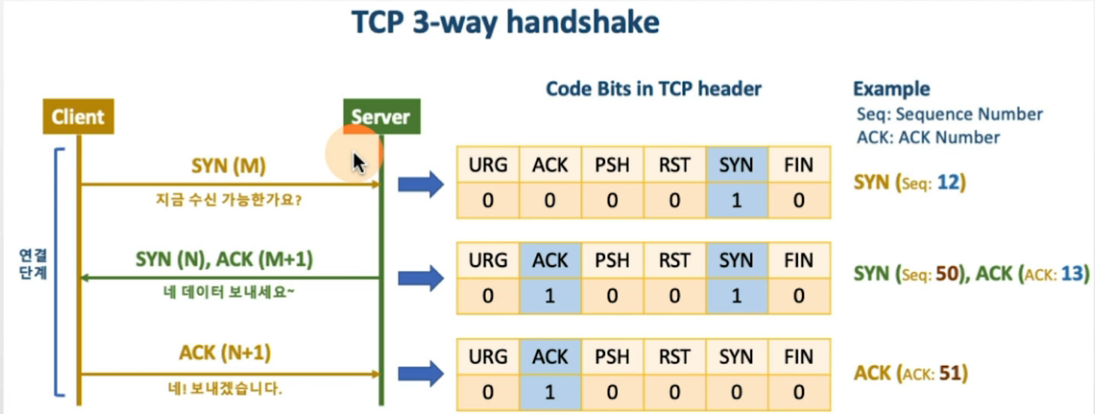 TCP 3-way handshake
Code Bits in TCP header
Example
Seq: Sequence Number
ACK: ACK Number
Client
Server
연결
단계
SYN (M)
지금 수신 가능한가요?
URG ACK PSH RST SYN FIN
0 0 0 0 1 0
SYN (Seq: 12)
SYN (N), ACK (M+1)
네 데이터 보내세요~
URG ACK PSH RST SYN FIN
0 1 0 0 1 0
SYN (Seq: 50), ACK (ACK: 13)
ACK (N+1)
네! 보내겠습니다.
URG ACK PSH RST SYN FIN
0 1 0 0 0 0
ACK (ACK: 51)